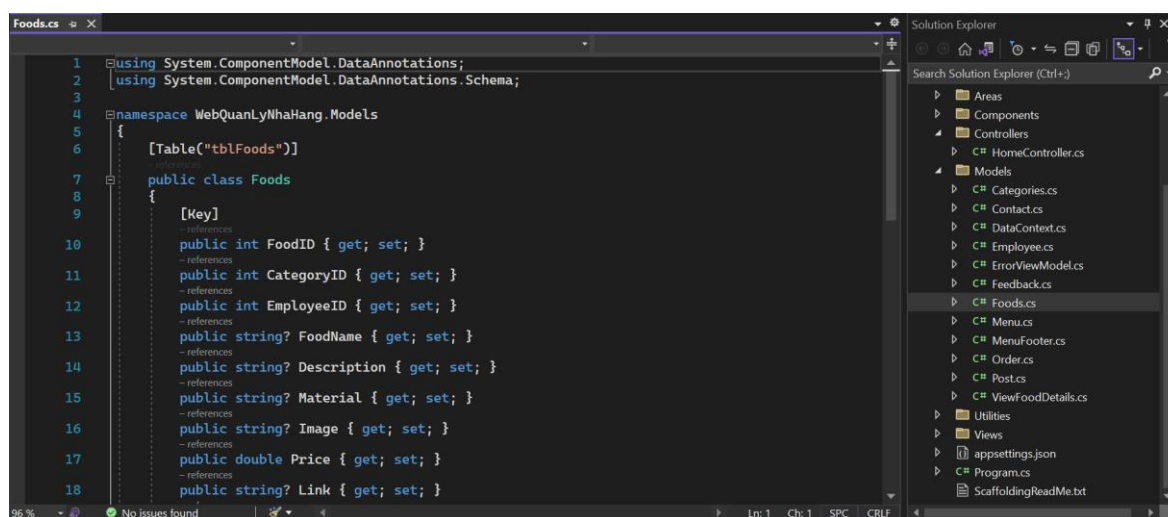 Foods.cs
1 using System.ComponentModel.DataAnnotations;
2 using System.ComponentModel.DataAnnotations.Schema;
3
4 namespace WebQuanLyNhaHang.Models
5 {
6 [Table("tblFoods")]
- references
7 public class Foods
8 {
9 [Key]
- references
10 public int FoodID { get; set; }
- references
11 public int CategoryID { get; set; }
- references
12 public int EmployeeID { get; set; }
- references
13 public string? FoodName { get; set; }
- references
14 public string? Description { get; set; }
- references
15 public string? Material { get; set; }
- references
16 public string? Image { get; set; }
- references
17 public double Price { get; set; }
- references
18 public string? Link { get; set; }
96 % No issues found Ln: 1 Ch: 1 SPC CRLF
Solution Explorer
Search Solution Explorer (Ctrl+;)
Areas
Components
Controllers
C# HomeController.cs
Models
C# Categories.cs
C# Contact.cs
C# DataContext.cs
C# Employee.cs
C# ErrorViewModel.cs
C# Feedback.cs
C# Foods.cs
C# Menu.cs
C# MenuFooter.cs
C# Order.cs
C# Post.cs
C# ViewFoodDetails.cs
Utilities
Views
appsettings.json
C# Program.cs
ScaffoldingReadMe.txt